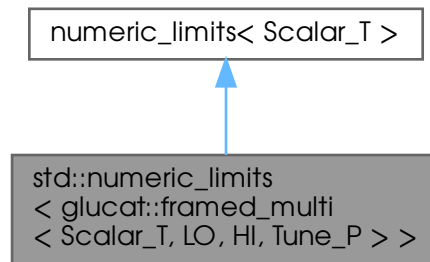 numeric_limits< Scalar_T >
std::numeric_limits
< glucat::framed_multi
< Scalar_T, LO, HI, Tune_P > >